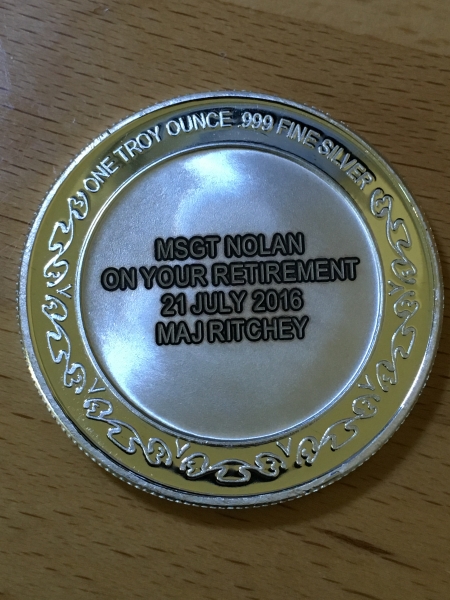 ONE TROY OUNCE .999 FINE SILVER
MSGT NOLAN
ON YOUR RETIREMENT
21 JULY 2016
MAJ RITCHEY